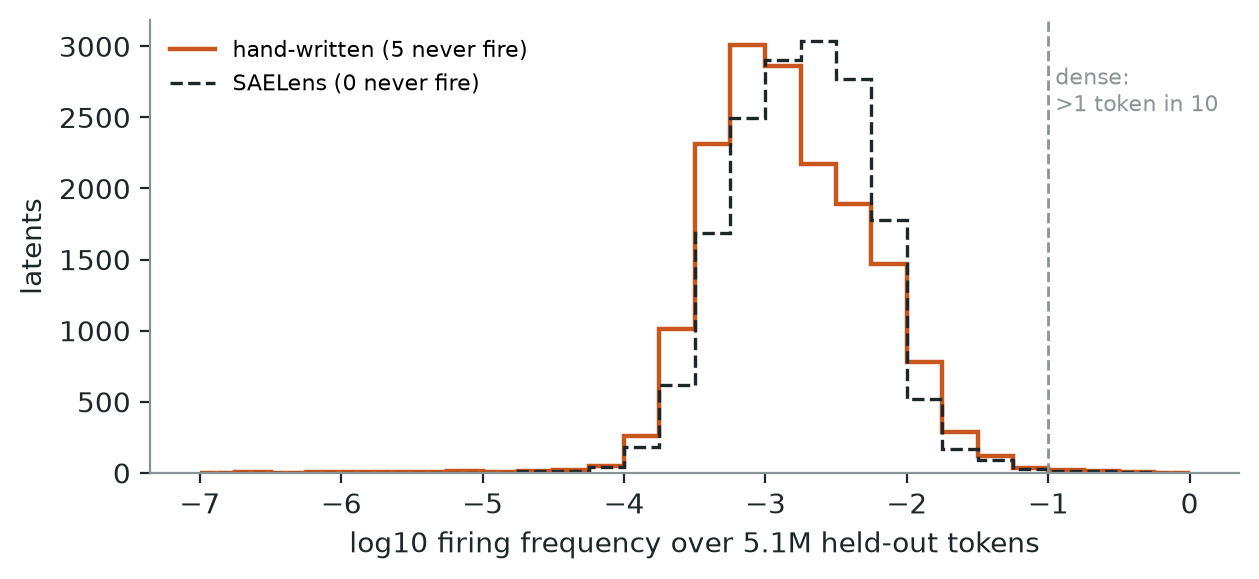 hand-written (5 never fire)
SAELens (0 never fire)
dense:
>1 token in 10
latents
3000
2500
2000
1500
1000
500
0
−7 −6 −5 −4 −3 −2 −1 0
log10 firing frequency over 5.1M held-out tokens